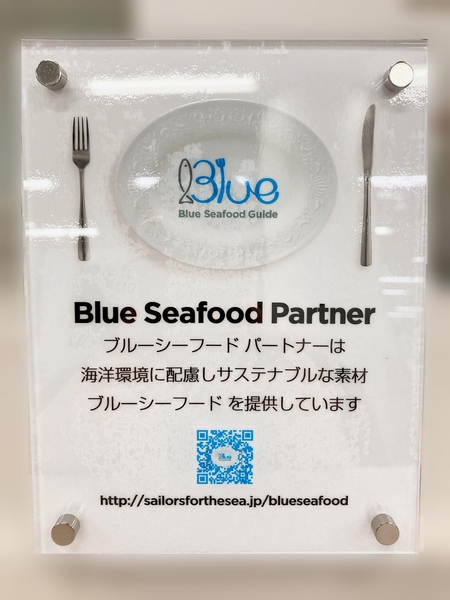 Blue
Blue Seafood Guide
Blue Seafood Partner
ブルーシーフード パートナーは
海洋環境に配慮しサステナブルな素材
ブルーシーフード を提供しています
http://sailorsforthesea.jp/blueseafood